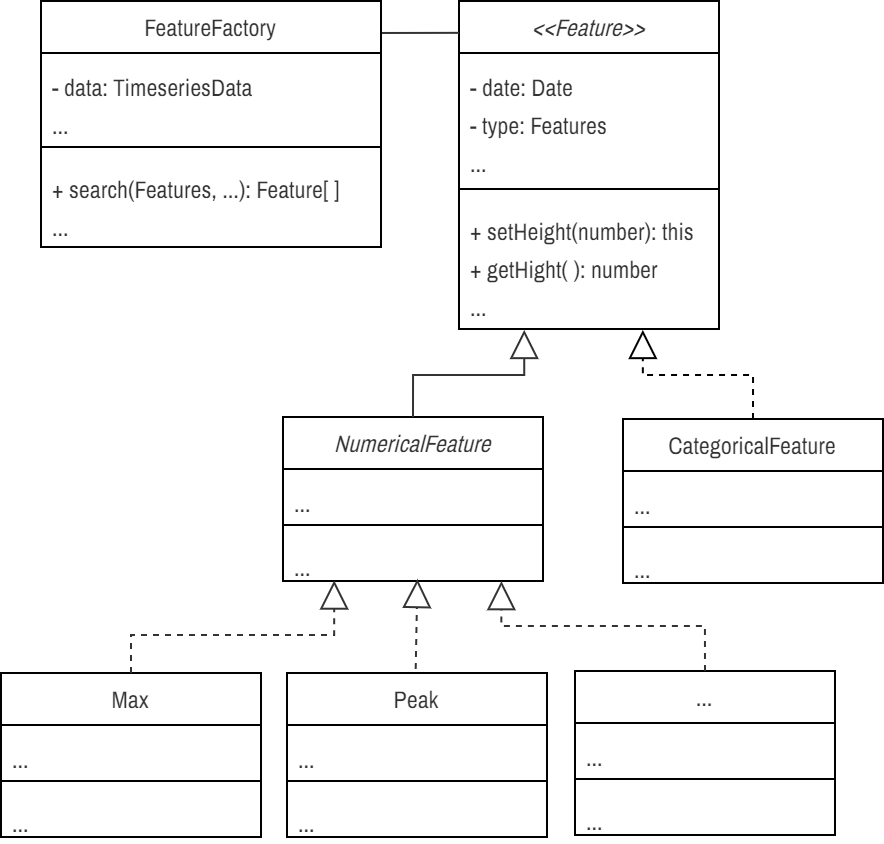 FeatureFactory
- data: TimeseriesData
...
+ search(Features, ...): Feature[ ]
...
<<Feature>>
- date: Date
- type: Features
...
+ setHeight(number): this
+ getHight( ): number
...
NumericalFeature
...
...
CategoricalFeature
...
...
Max
...
...
Peak
...
...
...
...
...